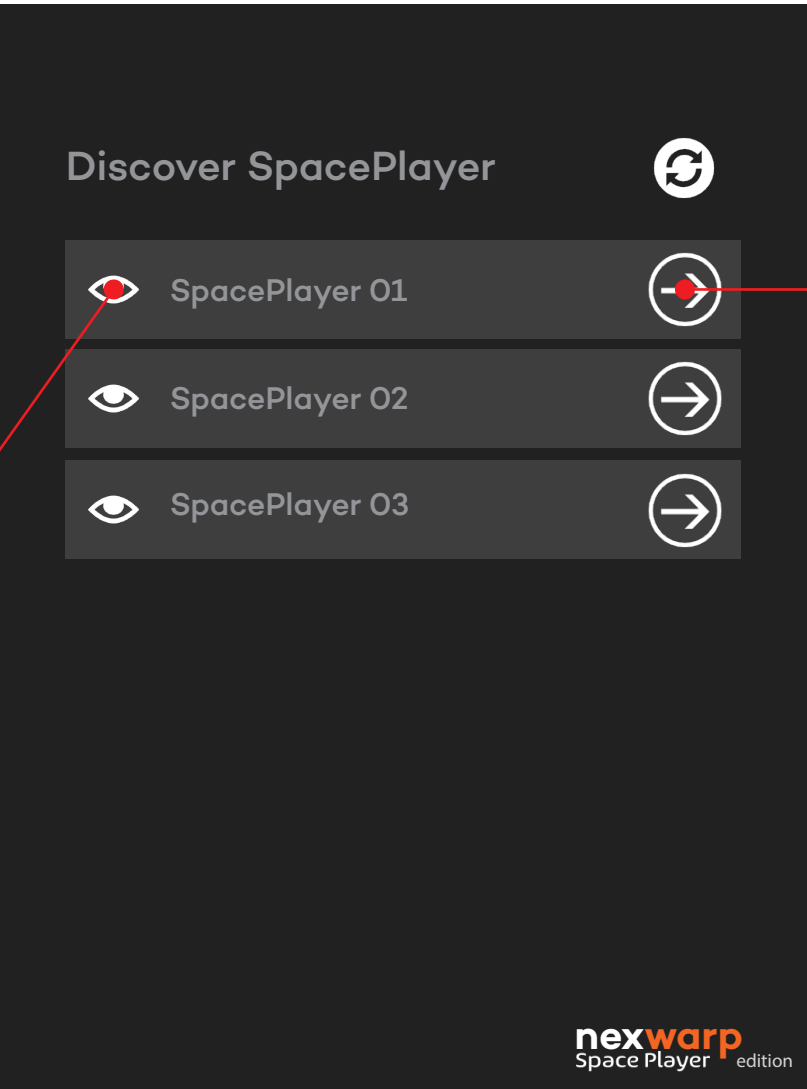 Discover SpacePlayer
SpacePlayer 01
SpacePlayer 02
SpacePlayer 03
nexwarp
Space Player edition